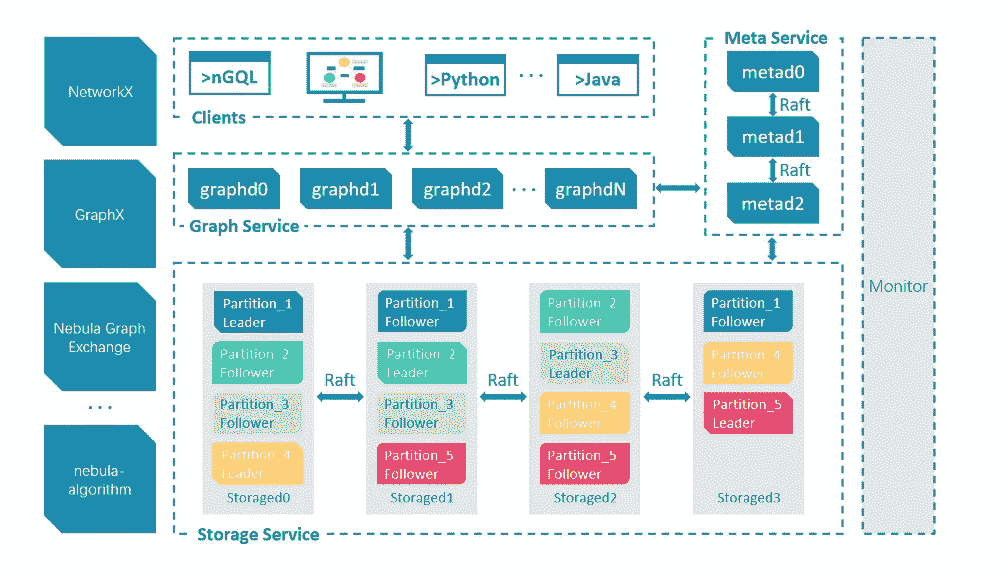 NetworkX
GraphX
Nebula Graph
Exchange
...
nebula-
algorithm
>nGQL
>Python
...
>Java
Clients
graphd0
graphd1
graphd2
...
graphdN
Graph Service
Meta Service
metad0
Raft
metad1
Raft
metad2
Partition_1
Leader
Partition_2
Follower
Partition_3
Follower
Partition_4
Leader
Storaged0
Raft
Partition_1
Follower
Partition_2
Leader
Partition_3
Follower
Partition_5
Follower
Storaged1
Raft
Partition_2
Follower
Partition_3
Leader
Partition_4
Follower
Partition_5
Follower
Storaged2
Raft
Partition_1
Follower
Partition_4
Follower
Partition_5
Leader
Storaged3
Storage Service
Monitor